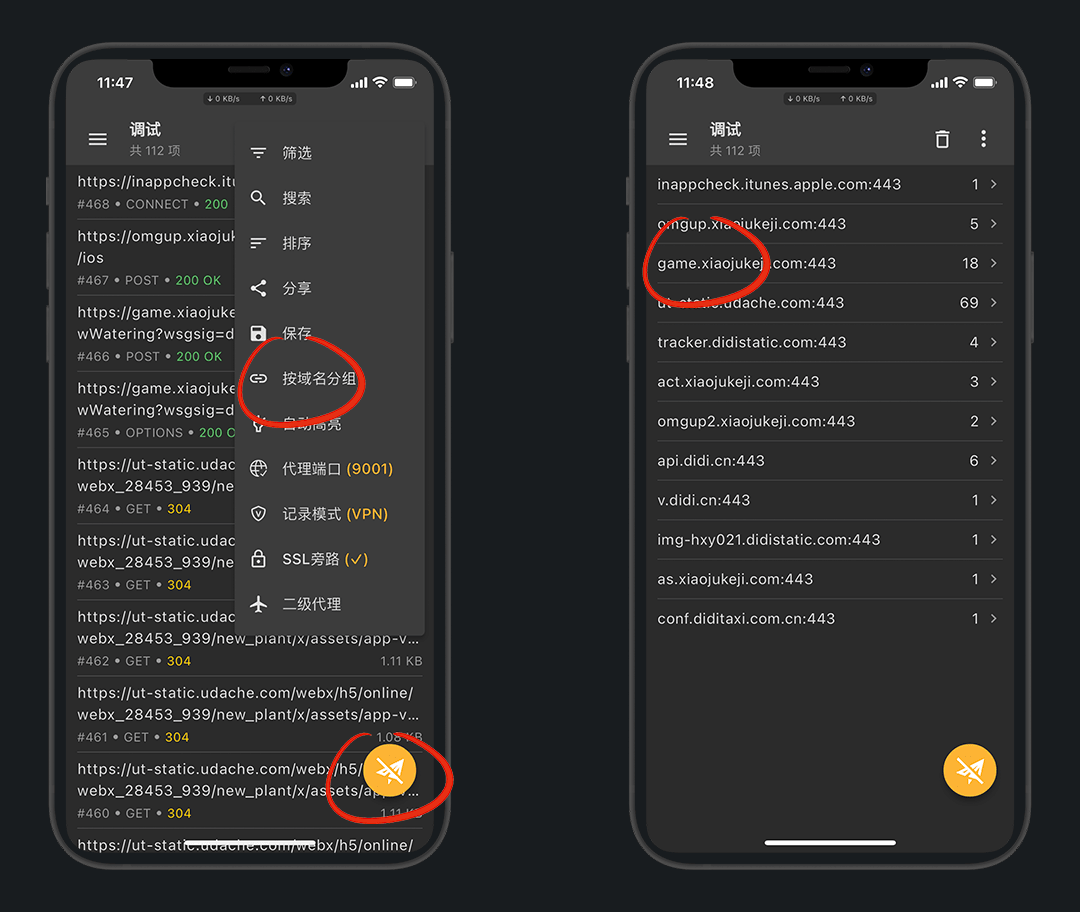 11:47
↓ 0 KB/s ↑ 0 KB/s
调试
共 112 项
筛选
搜索
排序
分享
保存
按域名分组
自动高亮
代理端口 (9001)
记录模式 (VPN)
SSL旁路 (✓)
二级代理
https://inappcheck.itu
#468 • CONNECT • 200
https://omgup.xiaojuk
/ios
#467 • POST • 200 OK
https://game.xiaojuke
wWatering?wsgsig=d
#466 • POST • 200 OK
https://game.xiaojuke
wWatering?wsgsig=d
#465 • OPTIONS • 200 O
https://ut-static.udac
webx_28453_939/ne
#464 • GET • 304
https://ut-static.udac
webx_28453_939/ne
#463 • GET • 304
https://ut-static.udac
webx_28453_939/new_plant/x/assets/app-v...
#462 • GET • 304 1.11 KB
https://ut-static.udache.com/webx/h5/online/
webx_28453_939/new_plant/x/assets/app-v...
#461 • GET • 304 1.08 KB
https://ut-static.udache.com/webx/h5/
webx_28453_939/new_plant/x/assets/app-v...
#460 • GET • 304 1.11 KB
https://ut-static.udache.com/webx/h5/online/
11:48
↓ 0 KB/s ↑ 0 KB/s
调试
共 112 项
inappcheck.itunes.apple.com:443 1
omgup.xiaojukeji.com:443 5
game.xiaojukeji.com:443 18
ut-static.udache.com:443 69
tracker.didistatic.com:443 4
act.xiaojukeji.com:443 3
omgup2.xiaojukeji.com:443 2
api.didi.cn:443 6
v.didi.cn:443 1
img-hxy021.didistatic.com:443 1
as.xiaojukeji.com:443 1
conf.diditaxi.com.cn:443 1